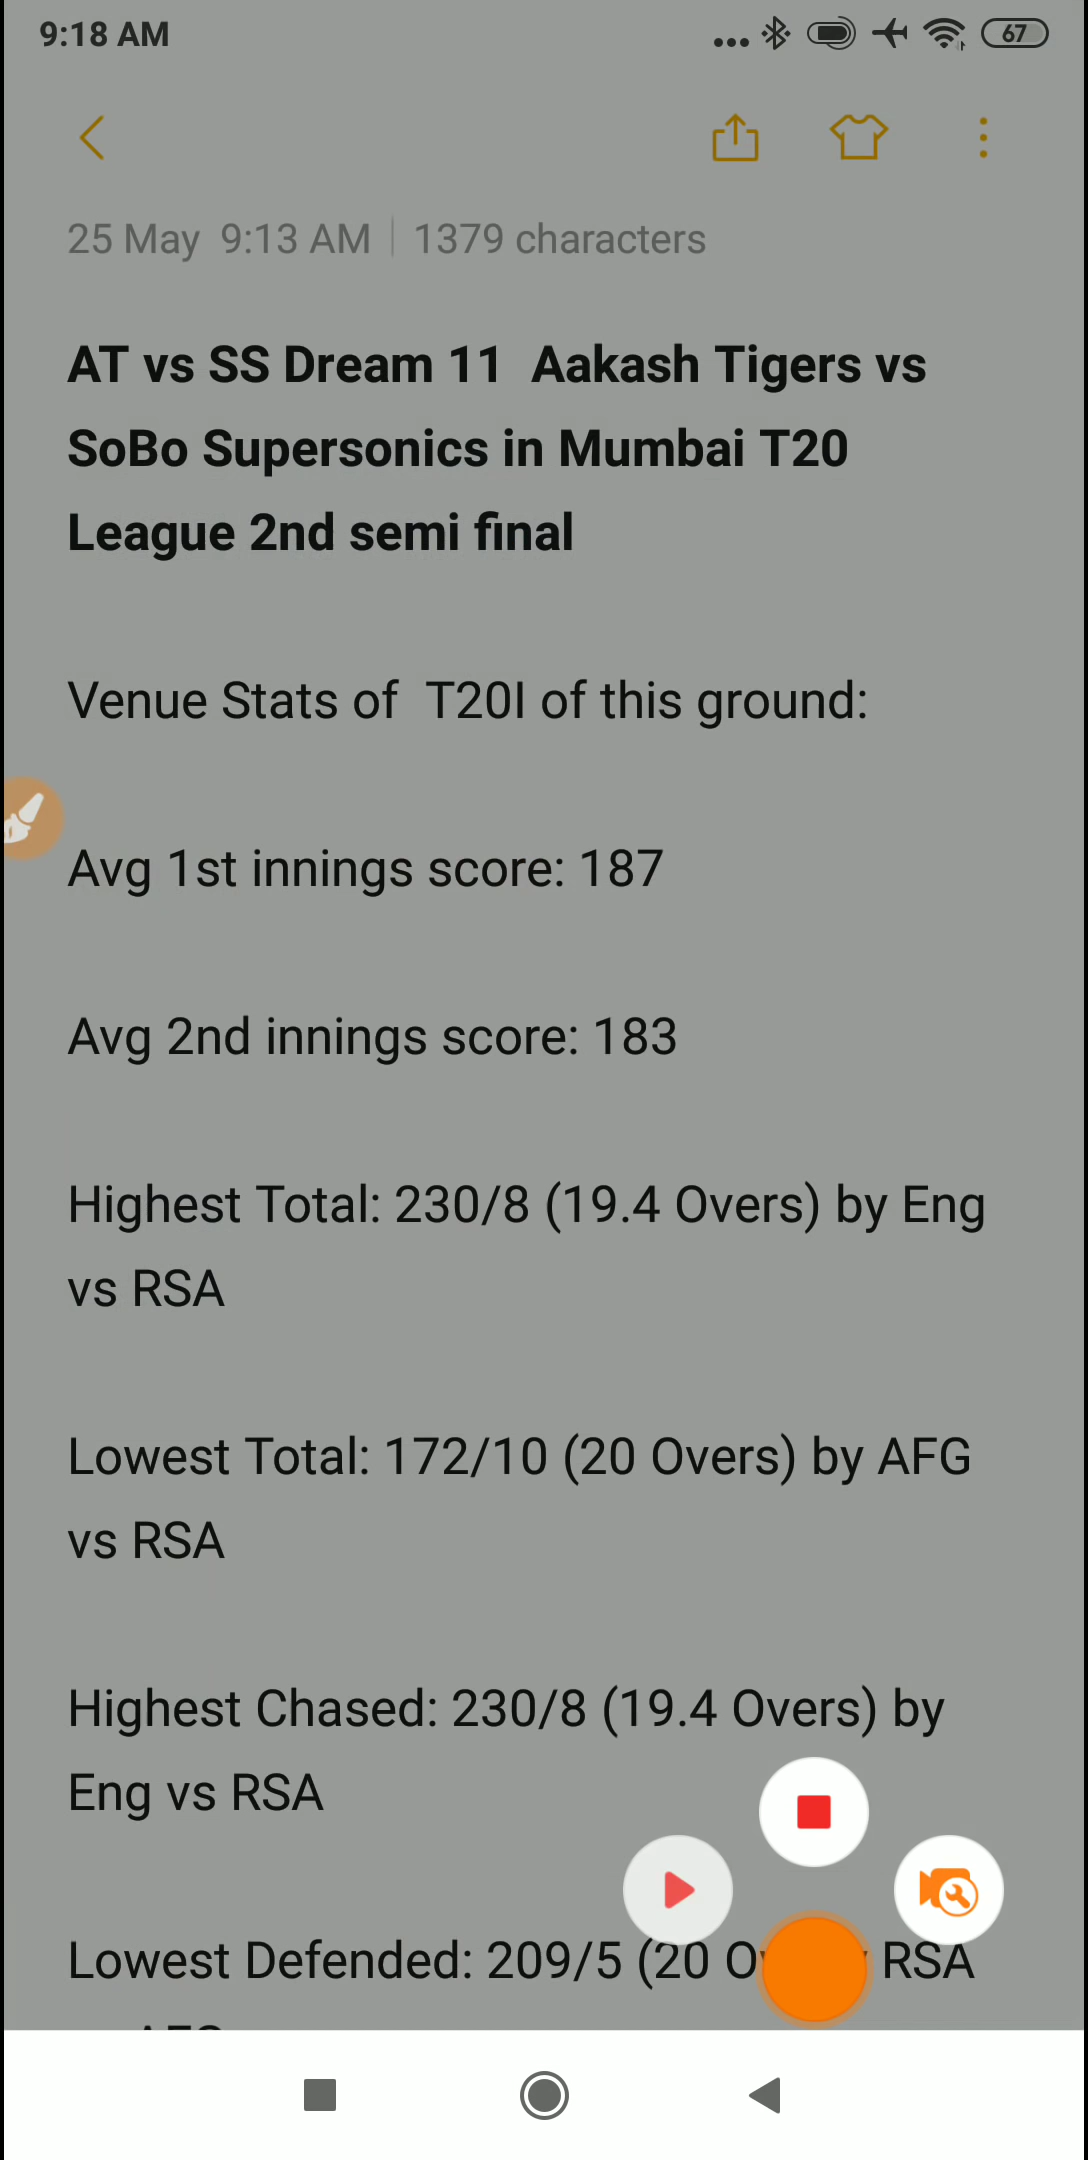 9:18 AM
67
25 May 9:13 AM | 1379 characters
AT vs SS Dream 11 Aakash Tigers vs
SoBo Supersonics in Mumbai T20
League 2nd semi final
Venue Stats of T20I of this ground:
Avg 1st innings score: 187
Avg 2nd innings score: 183
Highest Total: 230/8 (19.4 Overs) by Eng
vs RSA
Lowest Total: 172/10 (20 Overs) by AFG
vs RSA
Highest Chased: 230/8 (19.4 Overs) by
Eng vs RSA
Lowest Defended: 209/5 (20 RSA